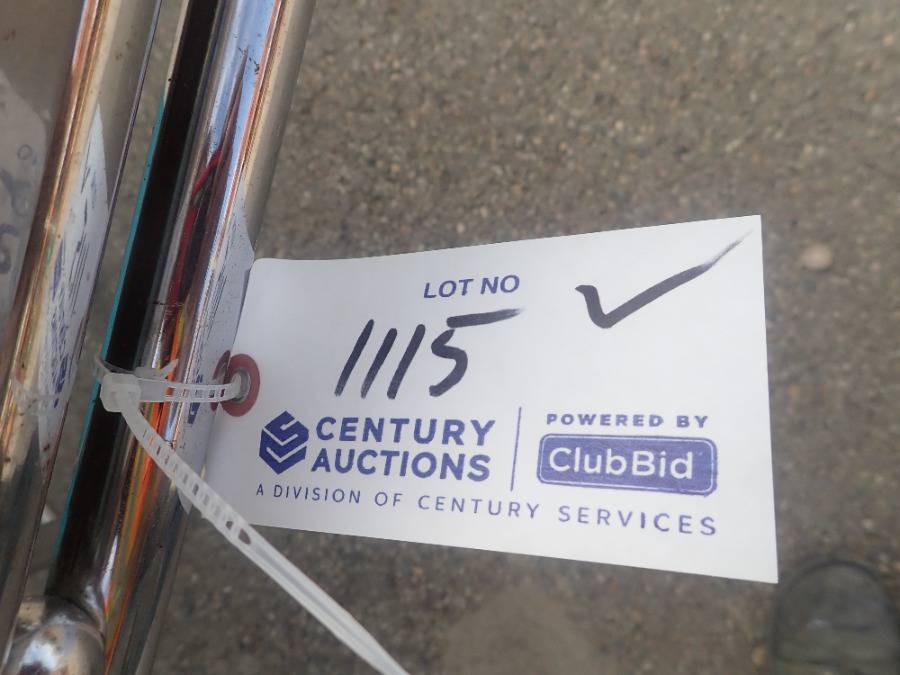 LOT NO
1115
CENTURY
AUCTIONS
POWERED BY
ClubBid
A DIVISION OF CENTURY SERVICES